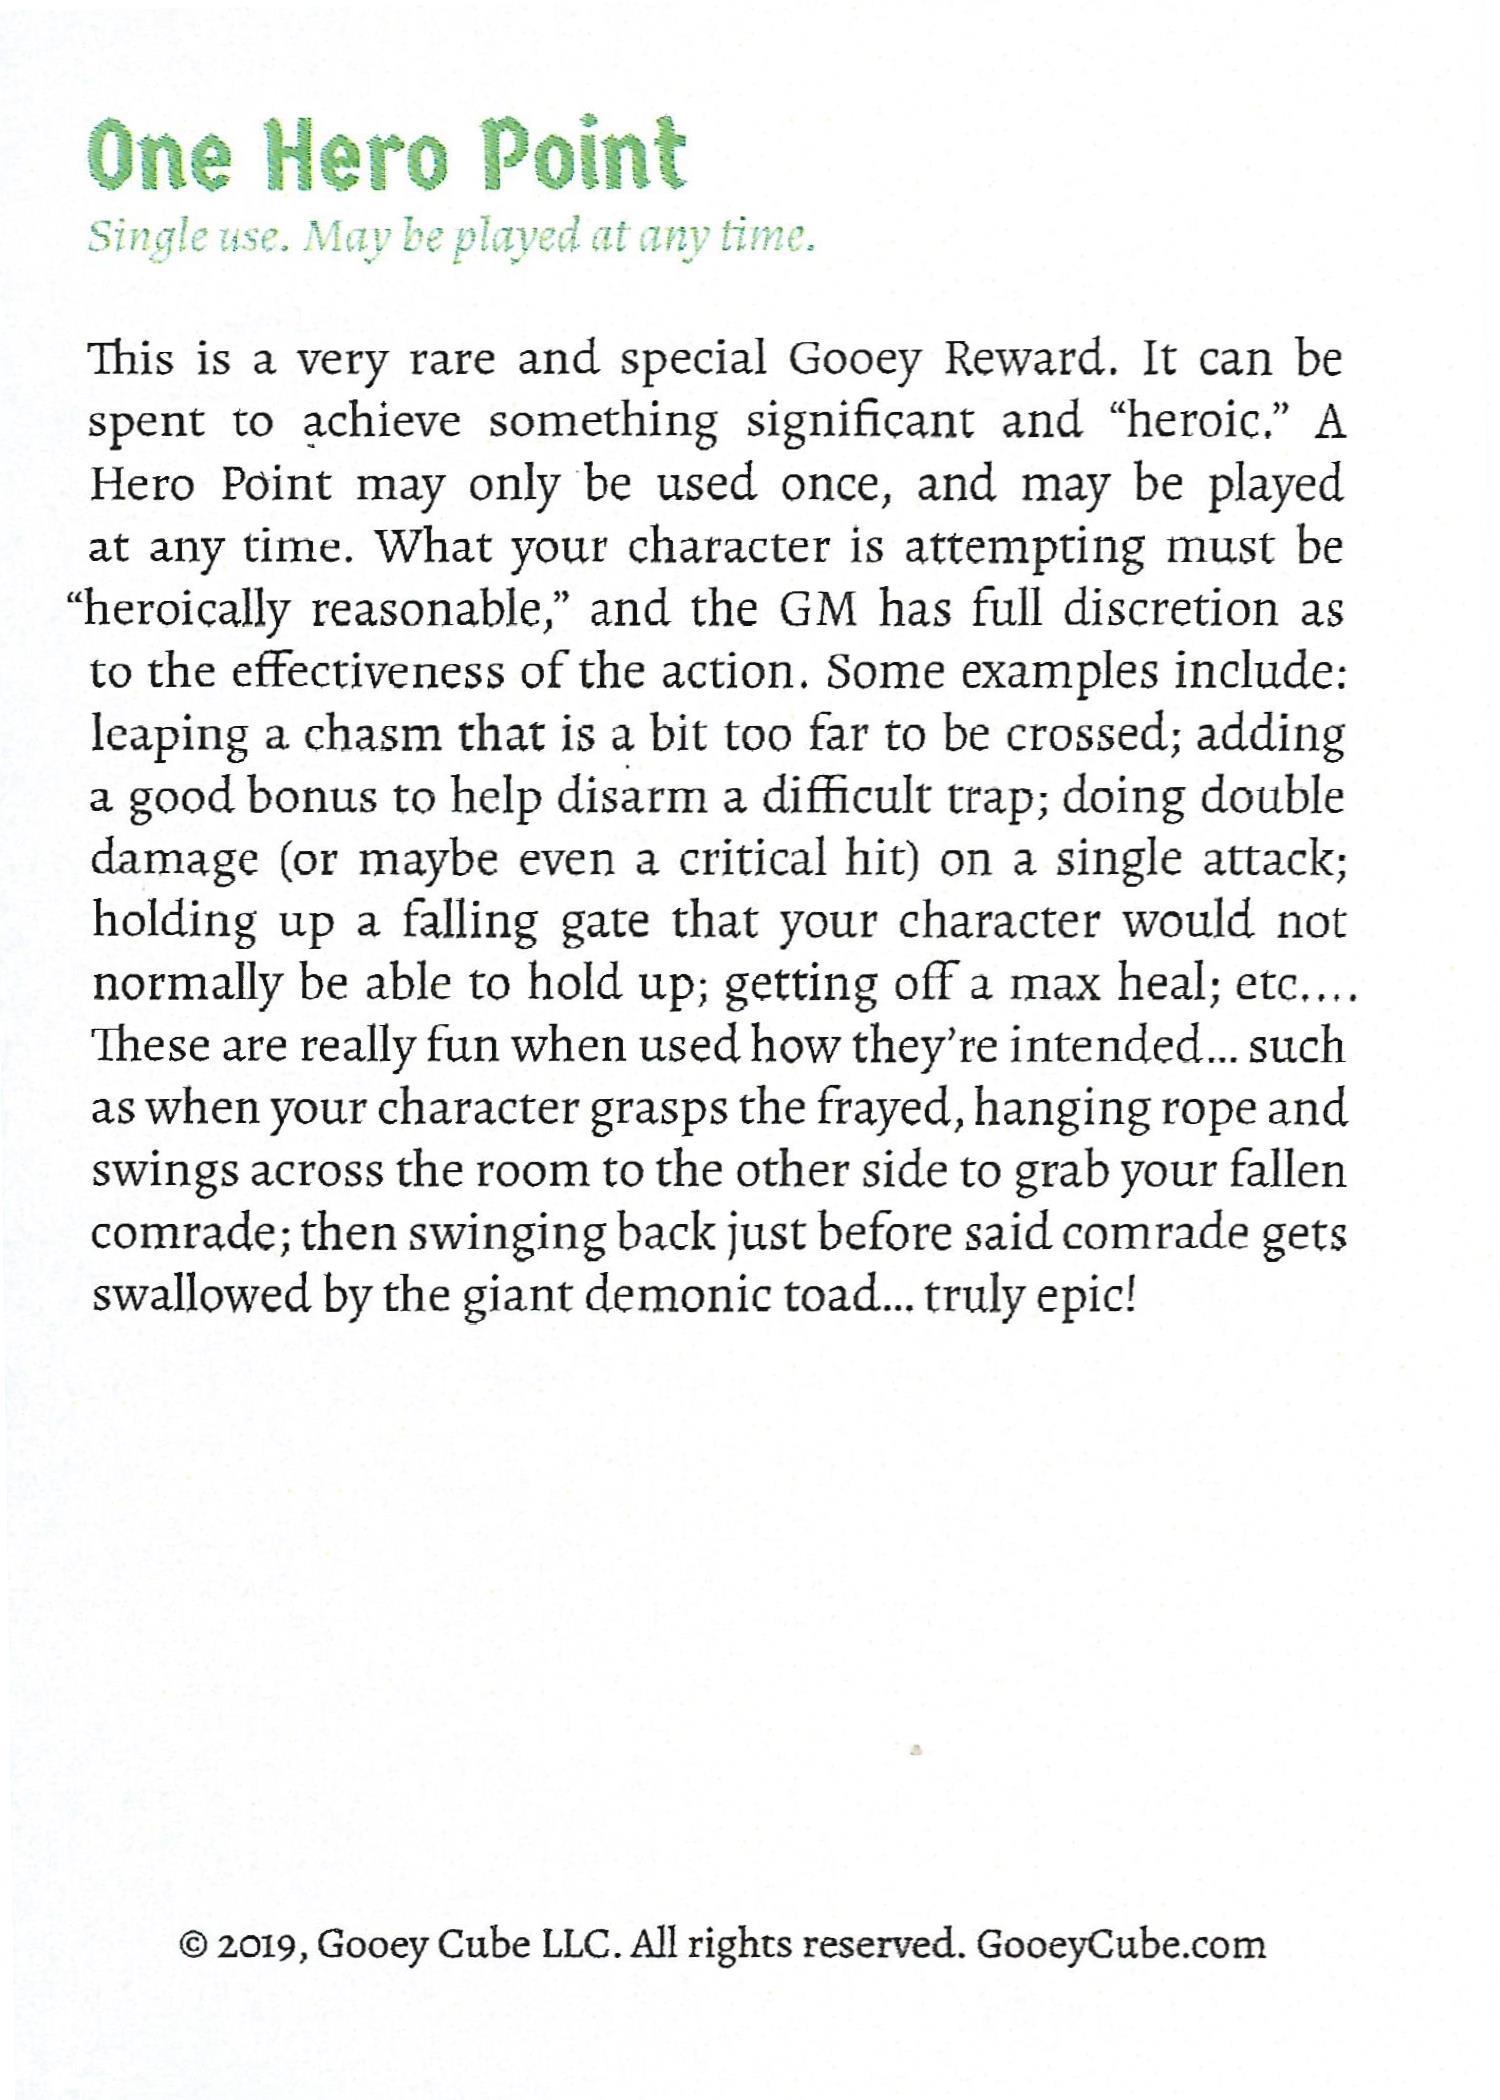 One Hero Point
Single use. May be played at any time.
This is a very rare and special Gooey Reward. It can be
spent to achieve something significant and “heroic.” A
Hero Point may only be used once, and may be played
at any time. What your character is attempting must be
“heroically reasonable,” and the GM has full discretion as
to the effectiveness of the action. Some examples include:
leaping a chasm that is a bit too far to be crossed; adding
a good bonus to help disarm a difficult trap; doing double
damage (or maybe even a critical hit) on a single attack;
holding up a falling gate that your character would not
normally be able to hold up; getting off a max heal; etc....
These are really fun when used how they’re intended... such
as when your character grasps the frayed, hanging rope and
swings across the room to the other side to grab your fallen
comrade; then swinging back just before said comrade gets
swallowed by the giant demonic toad... truly epic!
© 2019, Gooey Cube LLC. All rights reserved. GooeyCube.com